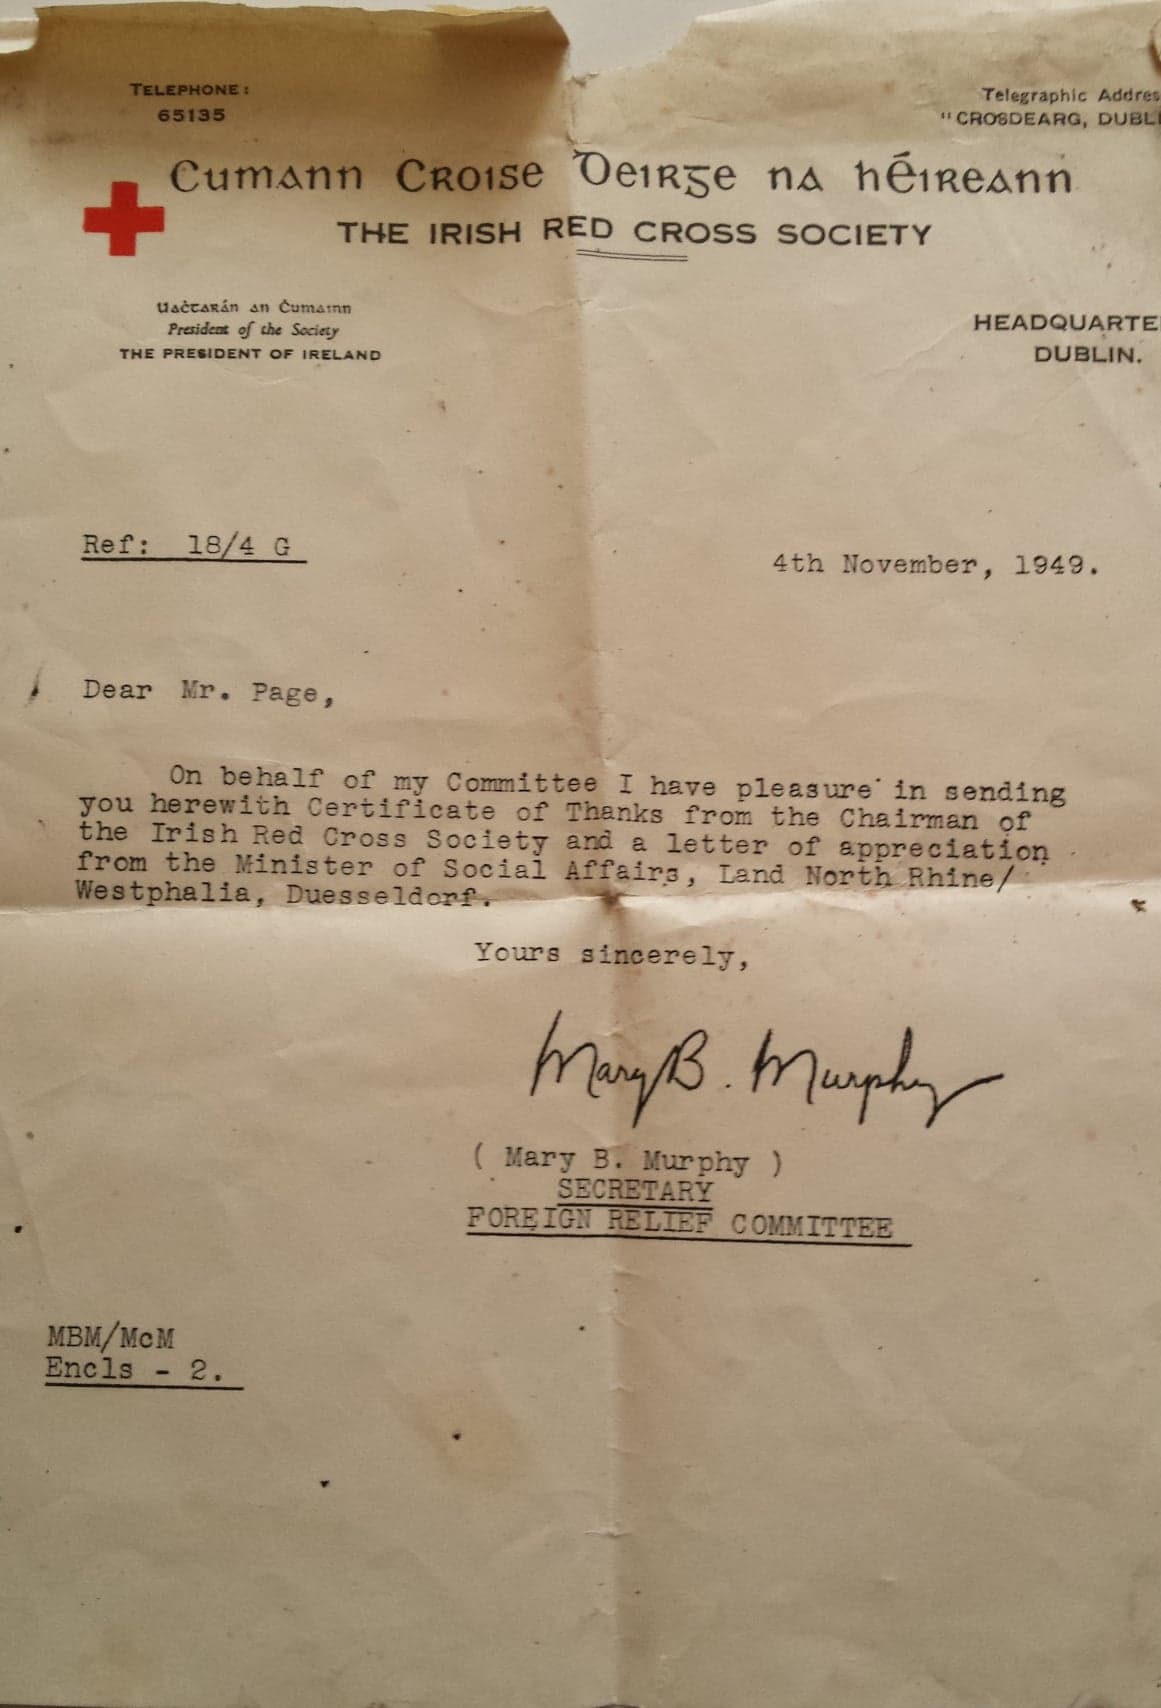 TELEPHONE:
65135
Telegraphic Addres
"CROSDEARG, DUBLI
Cumann Croise Deirge na hÉireann
THE IRISH RED CROSS SOCIETY
Uaċtarán an Ċumainn
President of the Society
THE PRESIDENT OF IRELAND
HEADQUARTE
DUBLIN.
Ref: 18/4 G
4th November, 1949.
Dear Mr. Page,
On behalf of my Committee I have pleasure in sending
you herewith Certificate of Thanks from the Chairman of
the Irish Red Cross Society and a letter of appreciation
from the Minister of Social Affairs, Land North Rhine/
Westphalia, Duesseldorf.
Yours sincerely,
Mary B. Murphy
( Mary B. Murphy )
SECRETARY
FOREIGN RELIEF COMMITTEE
MBM/McM
Encls - 2.